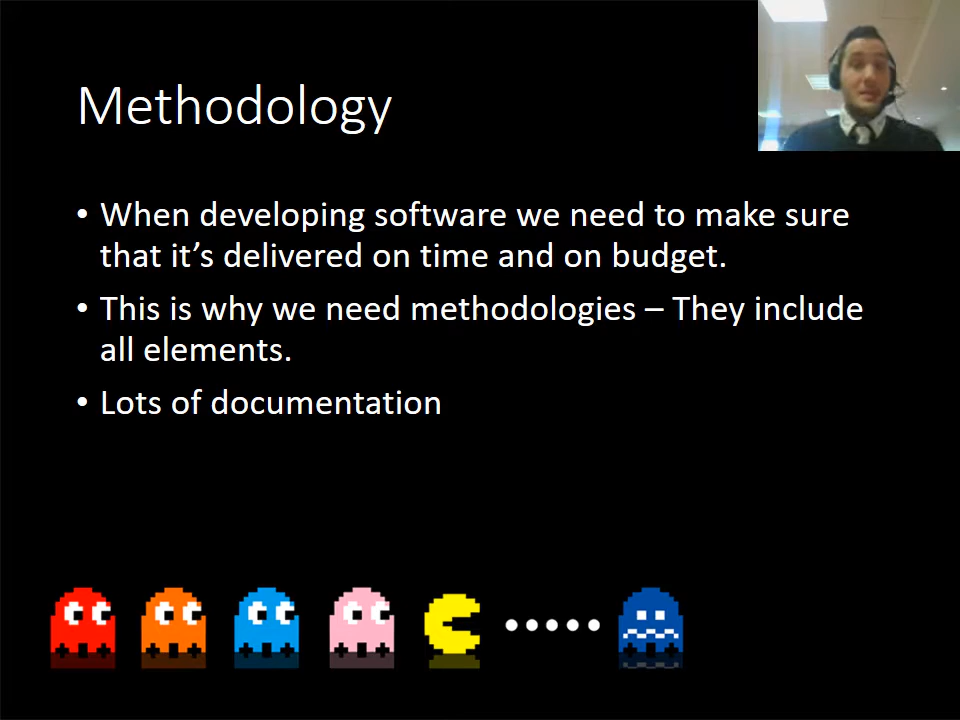 Methodology
• When developing software we need to make sure
that it’s delivered on time and on budget.
• This is why we need methodologies – They include
all elements.
• Lots of documentation